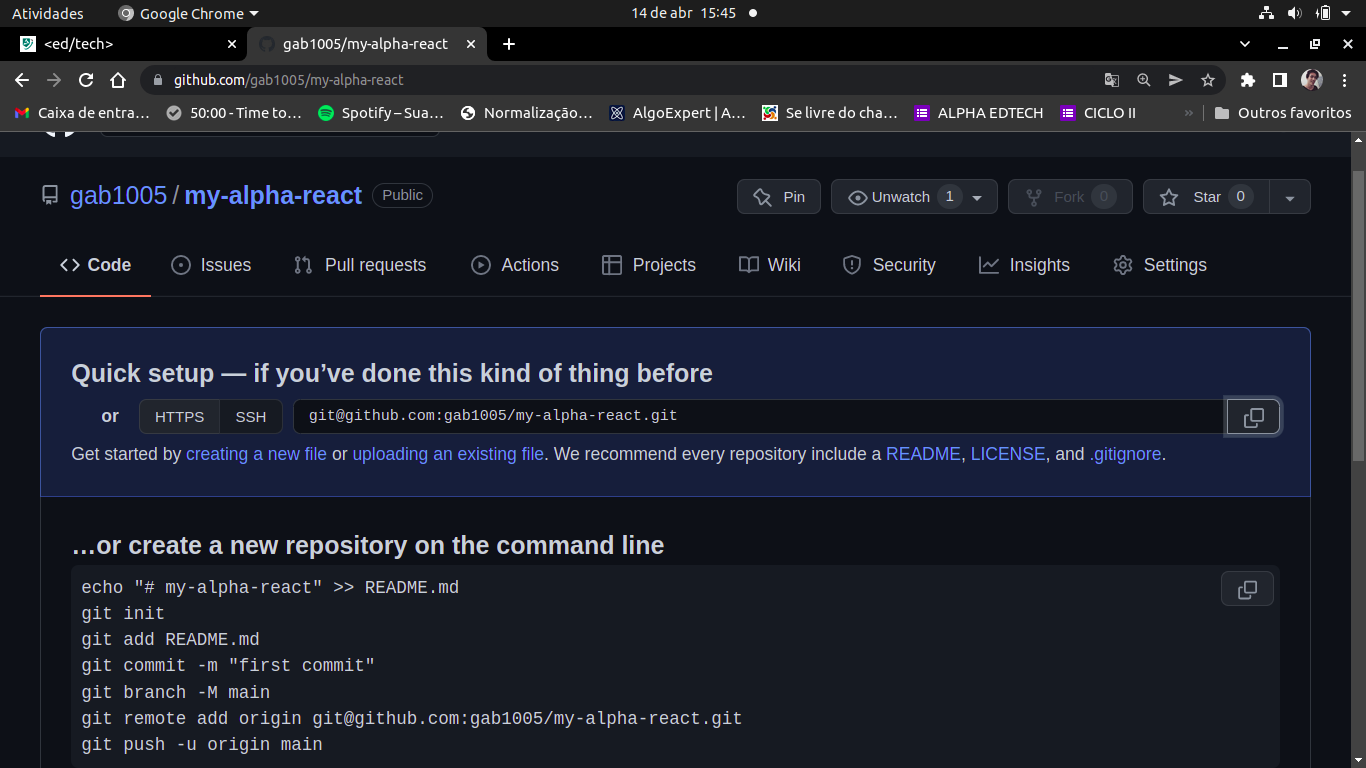 Atividades
Google Chrome
14 de abr 15:45
<ed/tech>
gab1005/my-alpha-react
github.com/gab1005/my-alpha-react
Caixa de entra…
50:00 - Time to…
Spotify – Sua…
Normalização…
AlgoExpert | A…
Se livre do cha…
ALPHA EDTECH
CICLO II
»
Outros favoritos
gab1005 / my-alpha-react Public
Pin
Unwatch 1
Fork 0
Star 0
Code
Issues
Pull requests
Actions
Projects
Wiki
Security
Insights
Settings
Quick setup — if you’ve done this kind of thing before
or HTTPS SSH git@github.com:gab1005/my-alpha-react.git
Get started by creating a new file or uploading an existing file. We recommend every repository include a README, LICENSE, and .gitignore.
…or create a new repository on the command line
echo "# my-alpha-react" >> README.md
git init
git add README.md
git commit -m "first commit"
git branch -M main
git remote add origin git@github.com:gab1005/my-alpha-react.git
git push -u origin main